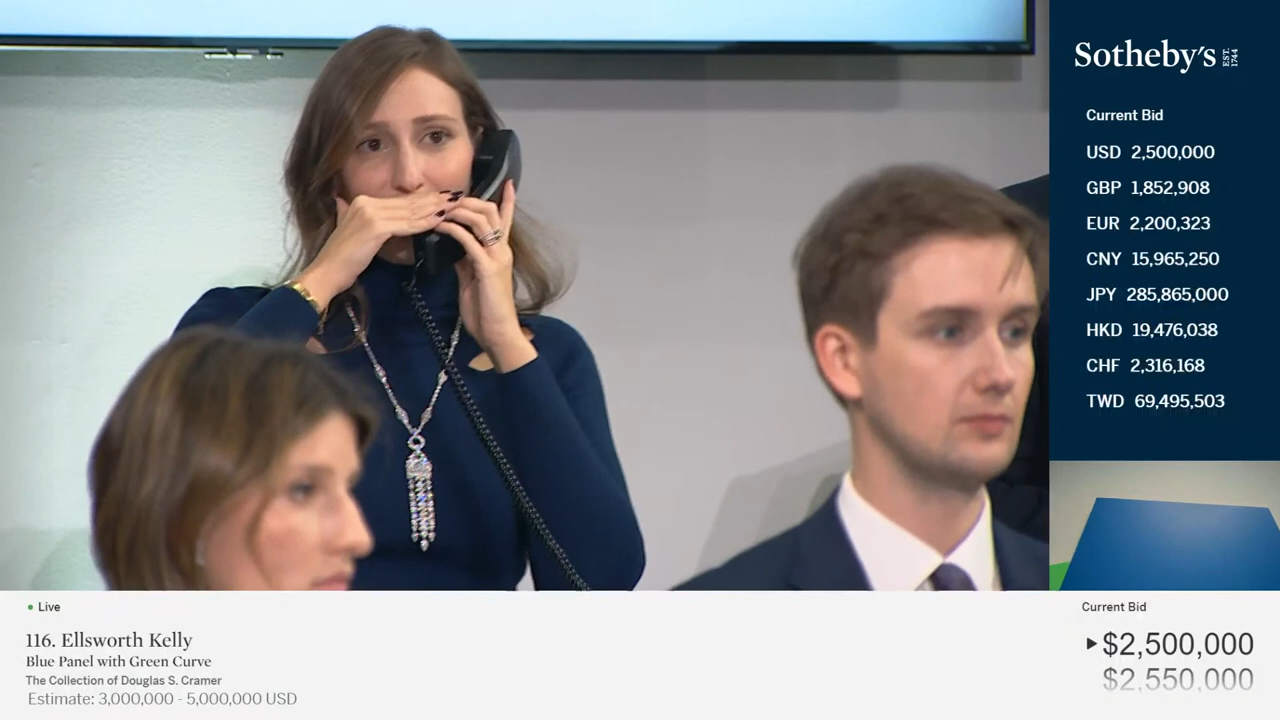 Sotheby's EST. 1744
Current Bid
USD 2,500,000
GBP 1,852,908
EUR 2,200,323
CNY 15,965,250
JPY 285,865,000
HKD 19,476,038
CHF 2,316,168
TWD 69,495,503
Live
116. Ellsworth Kelly
Blue Panel with Green Curve
The Collection of Douglas S. Cramer
Estimate: 3,000,000 - 5,000,000 USD
Current Bid
$2,500,000
$2,550,000